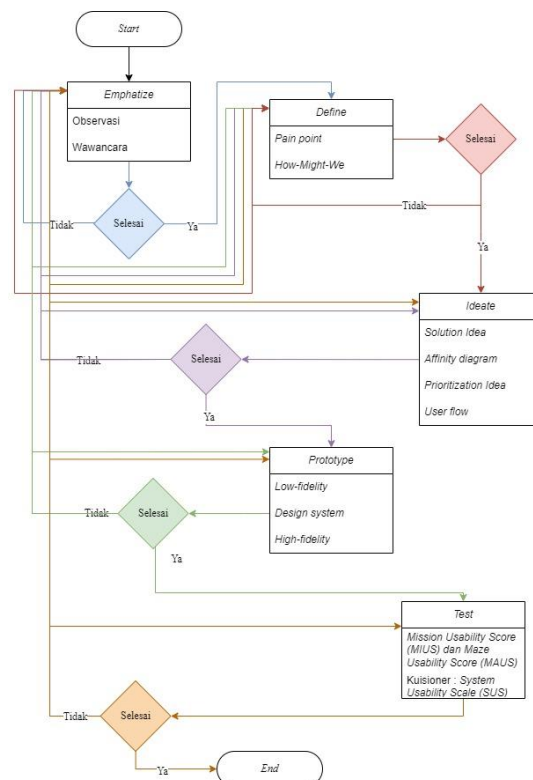 Start
Emphatize
Observasi
Wawancara
Define
Pain point
How-Might-We
Selesai
Selesai
Tidak
Ya
Tidak
Ya
Ideate
Solution Idea
Affinity diagram
Prioritization Idea
User flow
Selesai
Tidak
Ya
Prototype
Low-fidelity
Design system
High-fidelity
Selesai
Tidak
Ya
Test
Mission Usability Score
(MIUS) dan Maze
Usability Score (MAUS)
Kuisioner : System
Usability Scale (SUS)
Selesai
Tidak
Ya
End